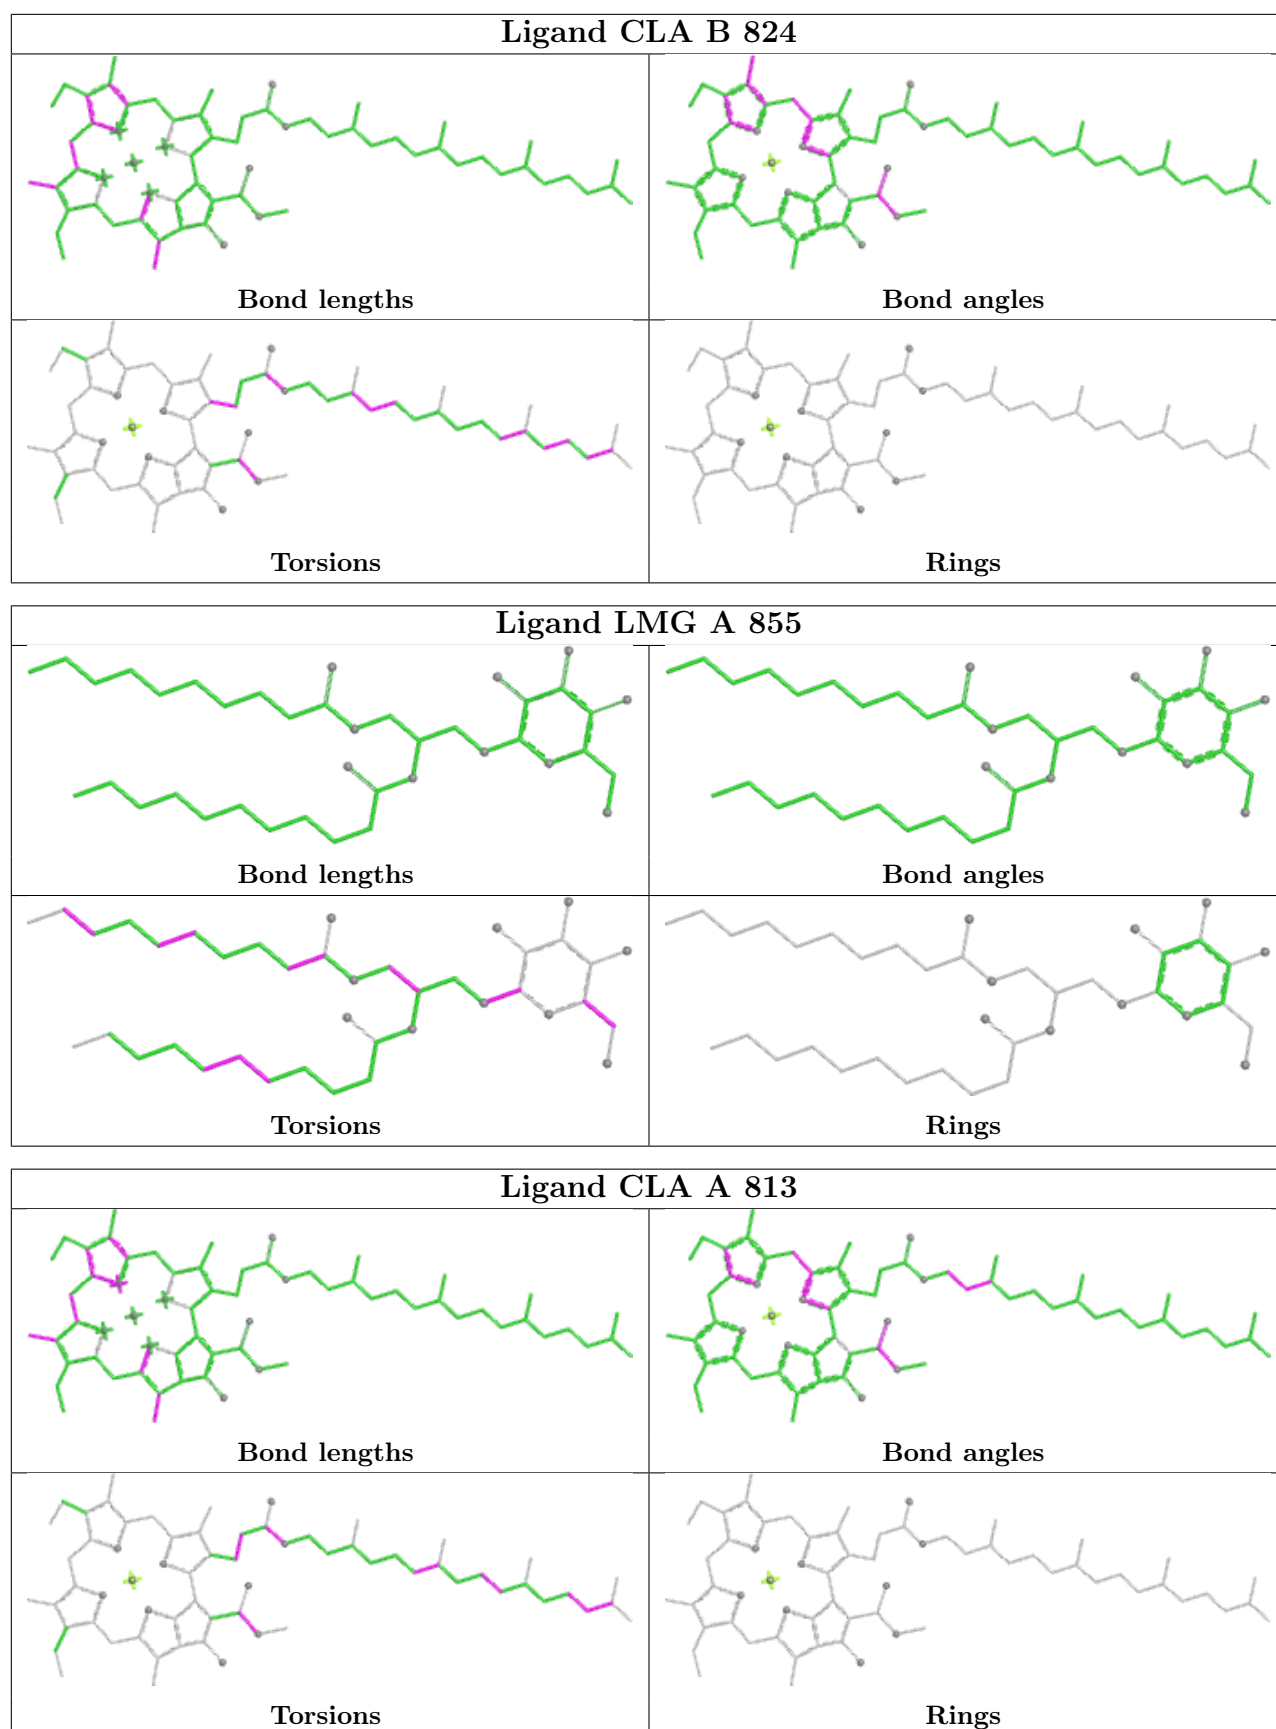 Ligand CLA B 824
Bond lengths
Bond angles
Torsions
Rings
Ligand LMG A 855
Bond lengths
Bond angles
Torsions
Rings
Ligand CLA A 813
Bond lengths
Bond angles
Torsions
Rings